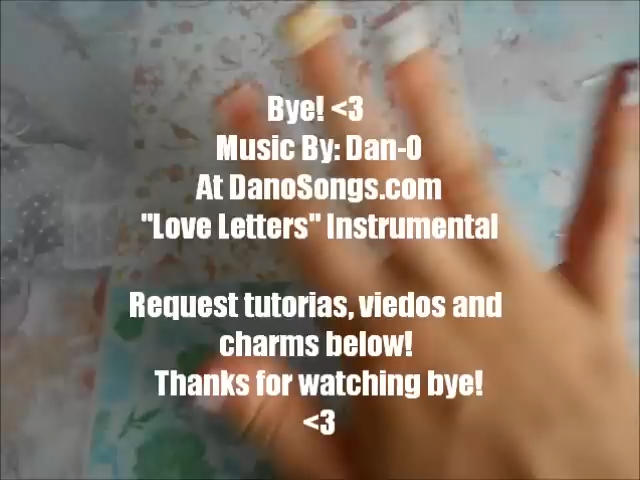 Bye! <3
Music By: Dan-O
At DanoSongs.com
"Love Letters" Instrumental
Request tutorias, viedos and
charms below!
Thanks for watching bye!
<3